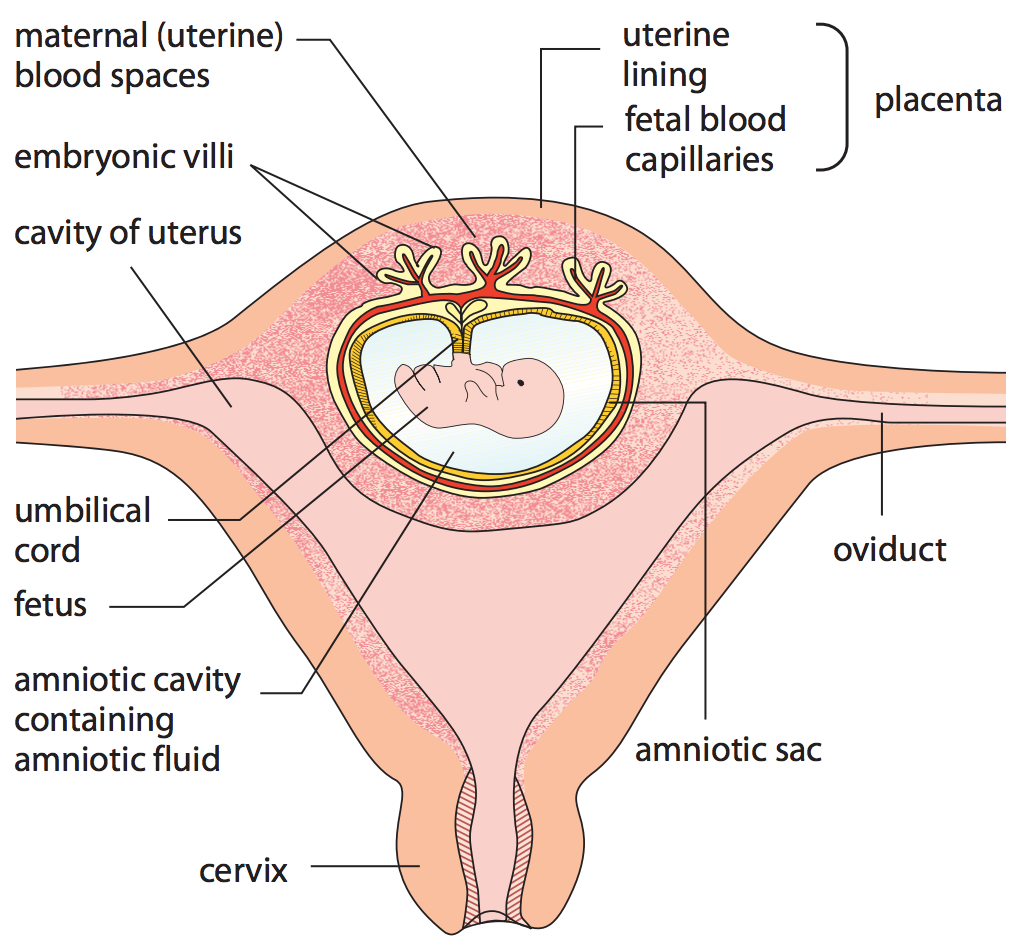 maternal (uterine)
blood spaces
embryonic villi
cavity of uterus
uterine
lining
fetal blood
capillaries
placenta
umbilical
cord
fetus
amniotic cavity
containing
amniotic fluid
oviduct
amniotic sac
cervix